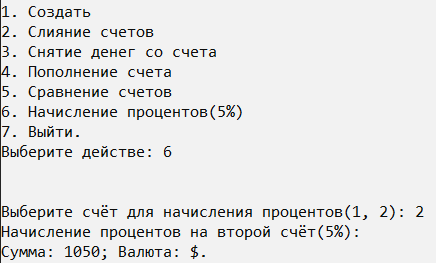 1. Создать
2. Слияние счетов
3. Снятие денег со счета
4. Пополнение счета
5. Сравнение счетов
6. Начисление процентов(5%)
7. Выйти.
Выберите действе: 6
Выберите счёт для начисления процентов(1, 2): 2
Начисление процентов на второй счёт(5%):
Сумма: 1050; Валюта: $.